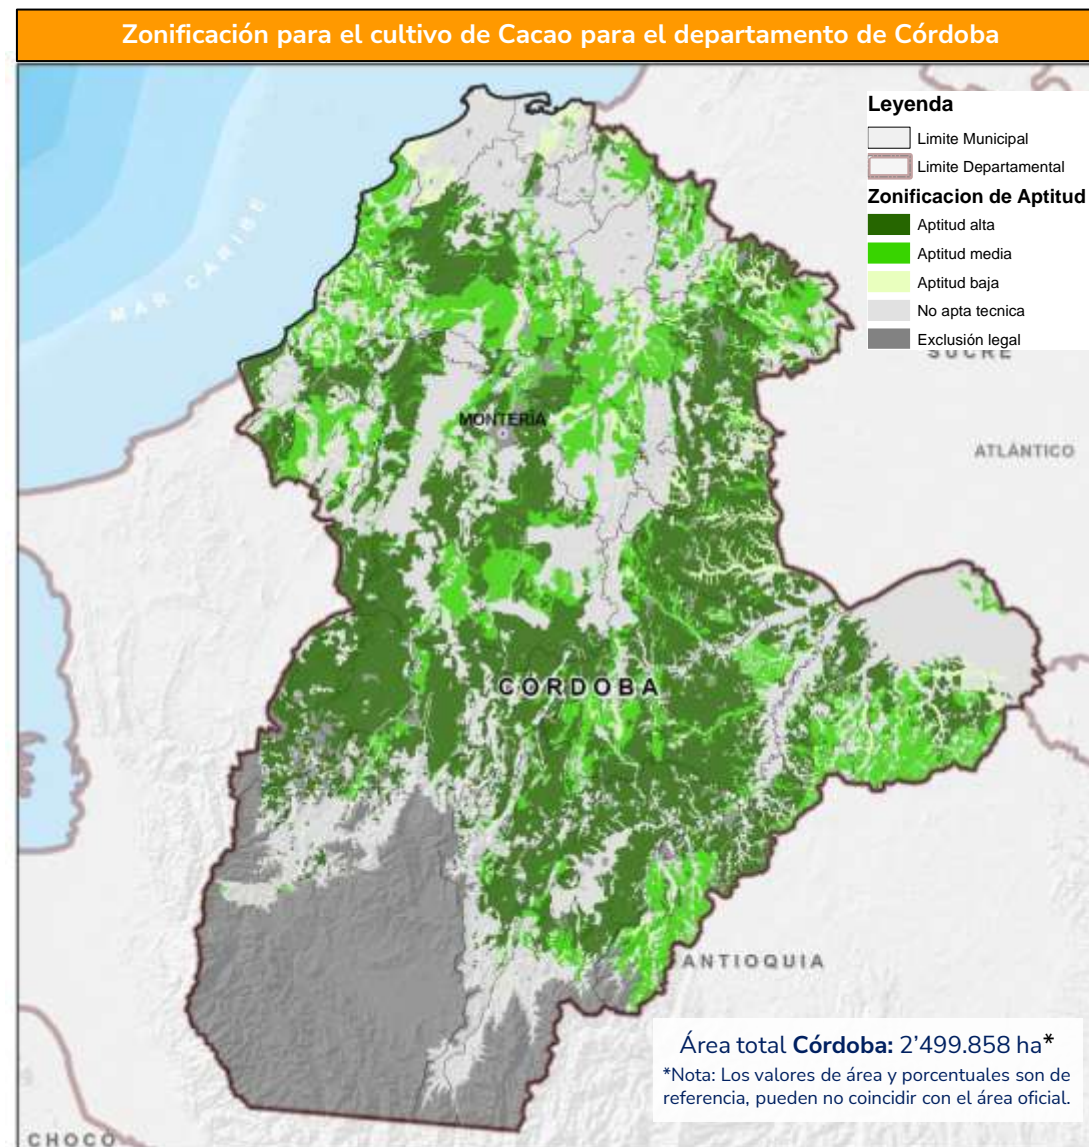 Zonificación para el cultivo de Cacao para el departamento de Córdoba
Leyenda
Limite Municipal
Limite Departamental
Zonificacion de Aptitud
Aptitud alta
Aptitud media
Aptitud baja
No apta tecnica
Exclusión legal
MAR CARIBE
SUCRE
MONTERÍA
ATLÁNTICO
CÓRDOBA
ANTIOQUIA
Área total Córdoba: 2’499.858 ha*
*Nota: Los valores de área y porcentuales son de
referencia, pueden no coincidir con el área oficial.
CHOCÓ